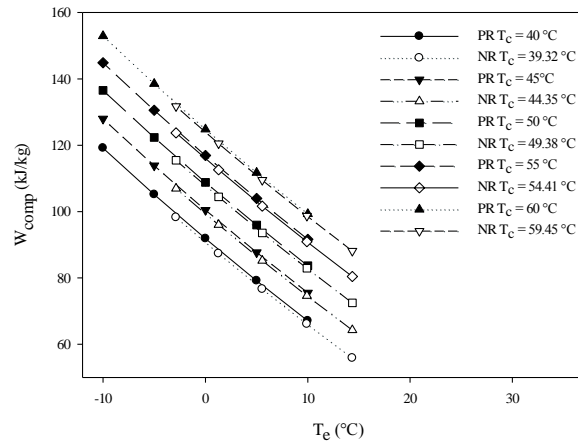 160
140
120
100
80
60
W_comp (kJ/kg)
-10 0 10 20 30
T_e (°C)
PR T_c = 40 °C
NR T_c = 39.32 °C
PR T_c = 45°C
NR T_c = 44.35 °C
PR T_c = 50 °C
NR T_c = 49.38 °C
PR T_c = 55 °C
NR T_c = 54.41 °C
PR T_c = 60 °C
NR T_c = 59.45 °C